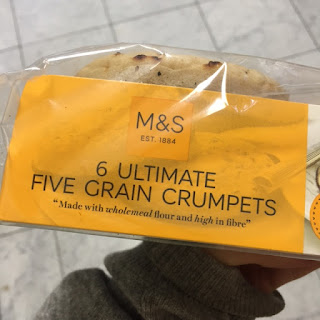 M&S
EST. 1884
6 ULTIMATE
FIVE GRAIN CRUMPETS
“Made with wholemeal flour and high in fibre”